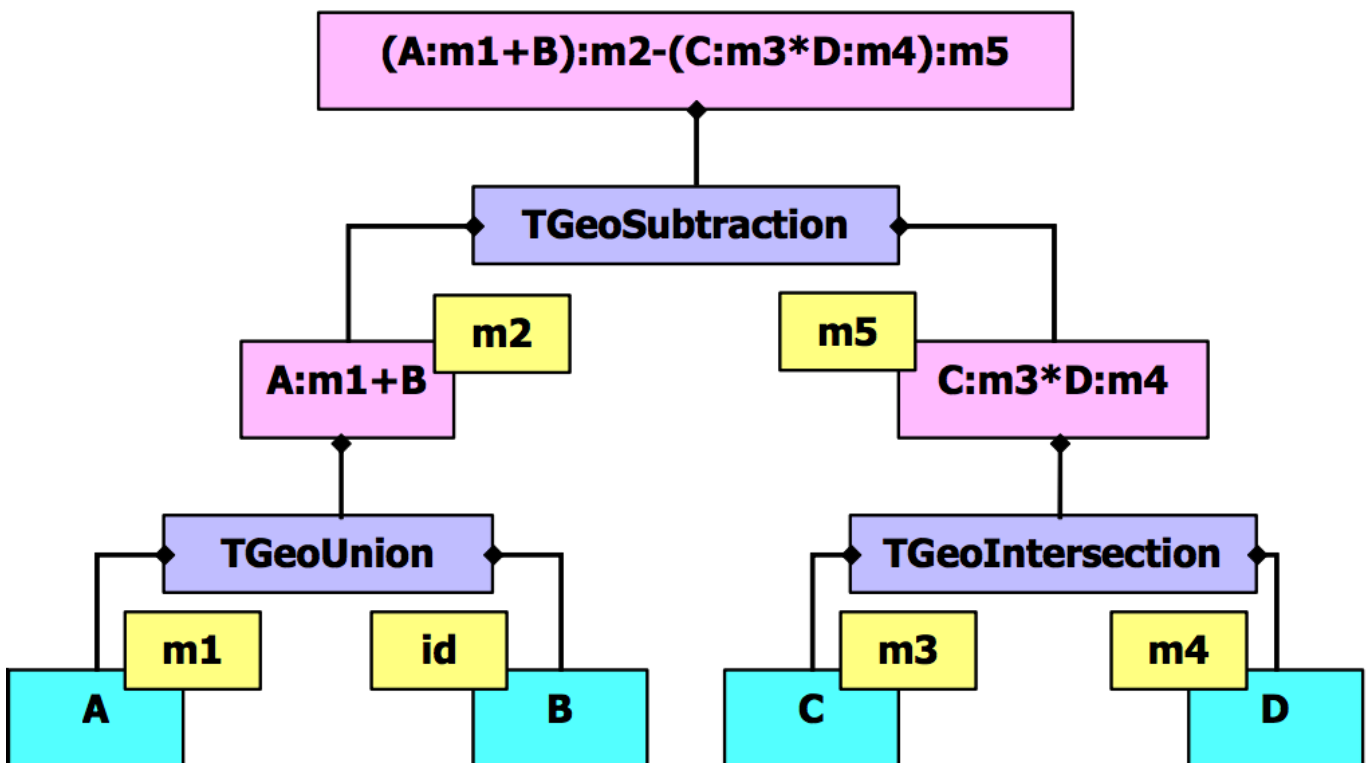 (A:m1+B):m2-(C:m3*D:m4):m5
TGeoSubtraction
m2
m5
A:m1+B
C:m3*D:m4
TGeoUnion
TGeoIntersection
m1
id
m3
m4
A
B
C
D